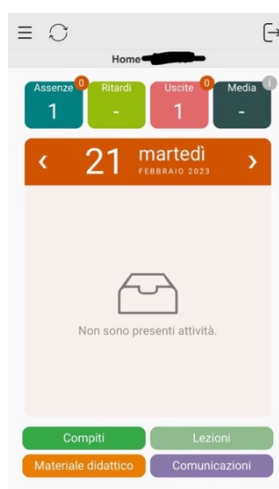 Home
Assenze 0 Ritardi Uscite 0 Media i
1 - 1 -
21 martedì
FEBBRAIO 2023
Non sono presenti attività.
Compiti Lezioni
Materiale didattico Comunicazioni